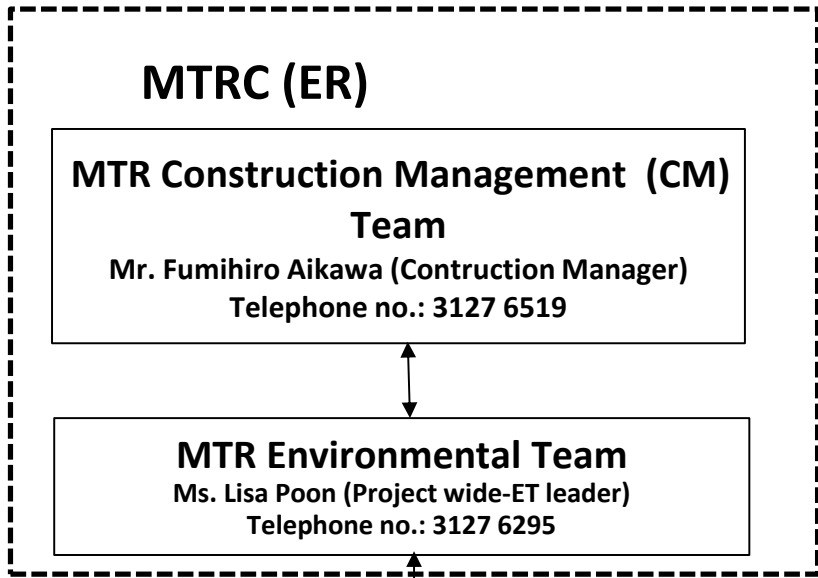 MTRC (ER)
MTR Construction Management (CM)
Team
Mr. Fumihiro Aikawa (Contruction Manager)
Telephone no.: 3127 6519
MTR Environmental Team
Ms. Lisa Poon (Project wide-ET leader)
Telephone no.: 3127 6295